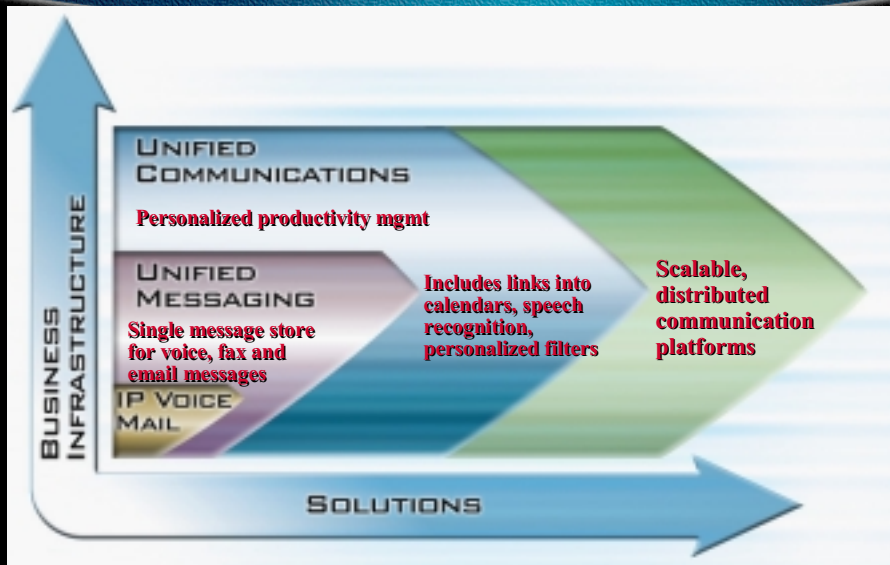 BUSINESS
INFRASTRUCTURE
UNIFIED
COMMUNICATIONS
Personalized productivity mgmt
UNIFIED
MESSAGING
Single message store
for voice, fax and
email messages
IP VOICE
MAIL
Includes links into
calendars, speech
recognition,
personalized filters
Scalable,
distributed
communication
platforms
SOLUTIONS